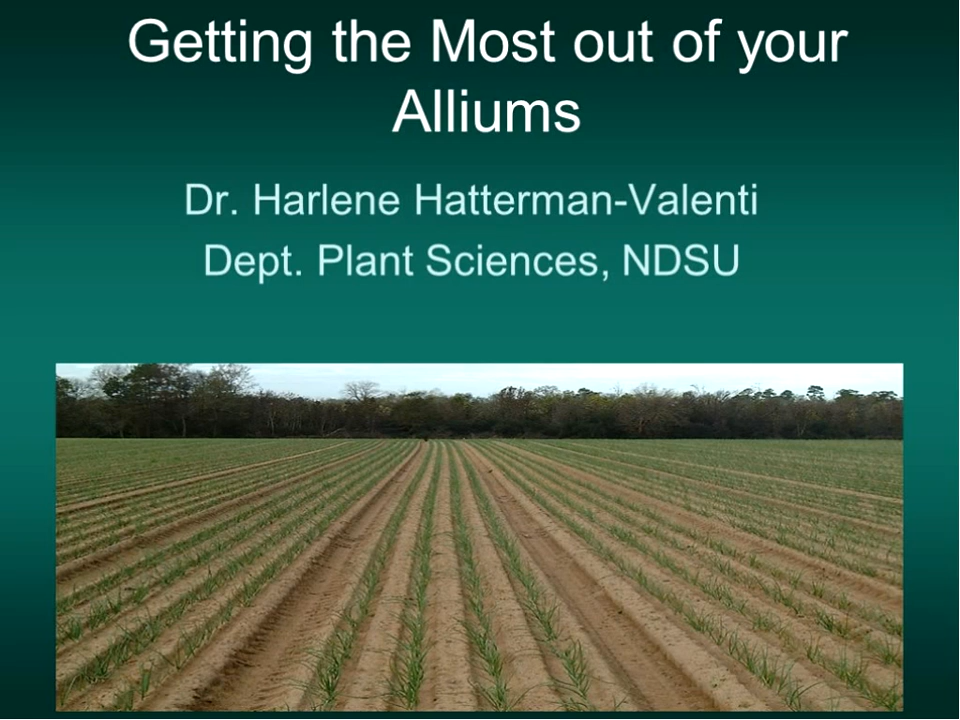 Getting the Most out of your
Alliums
Dr. Harlene Hatterman-Valenti
Dept. Plant Sciences, NDSU